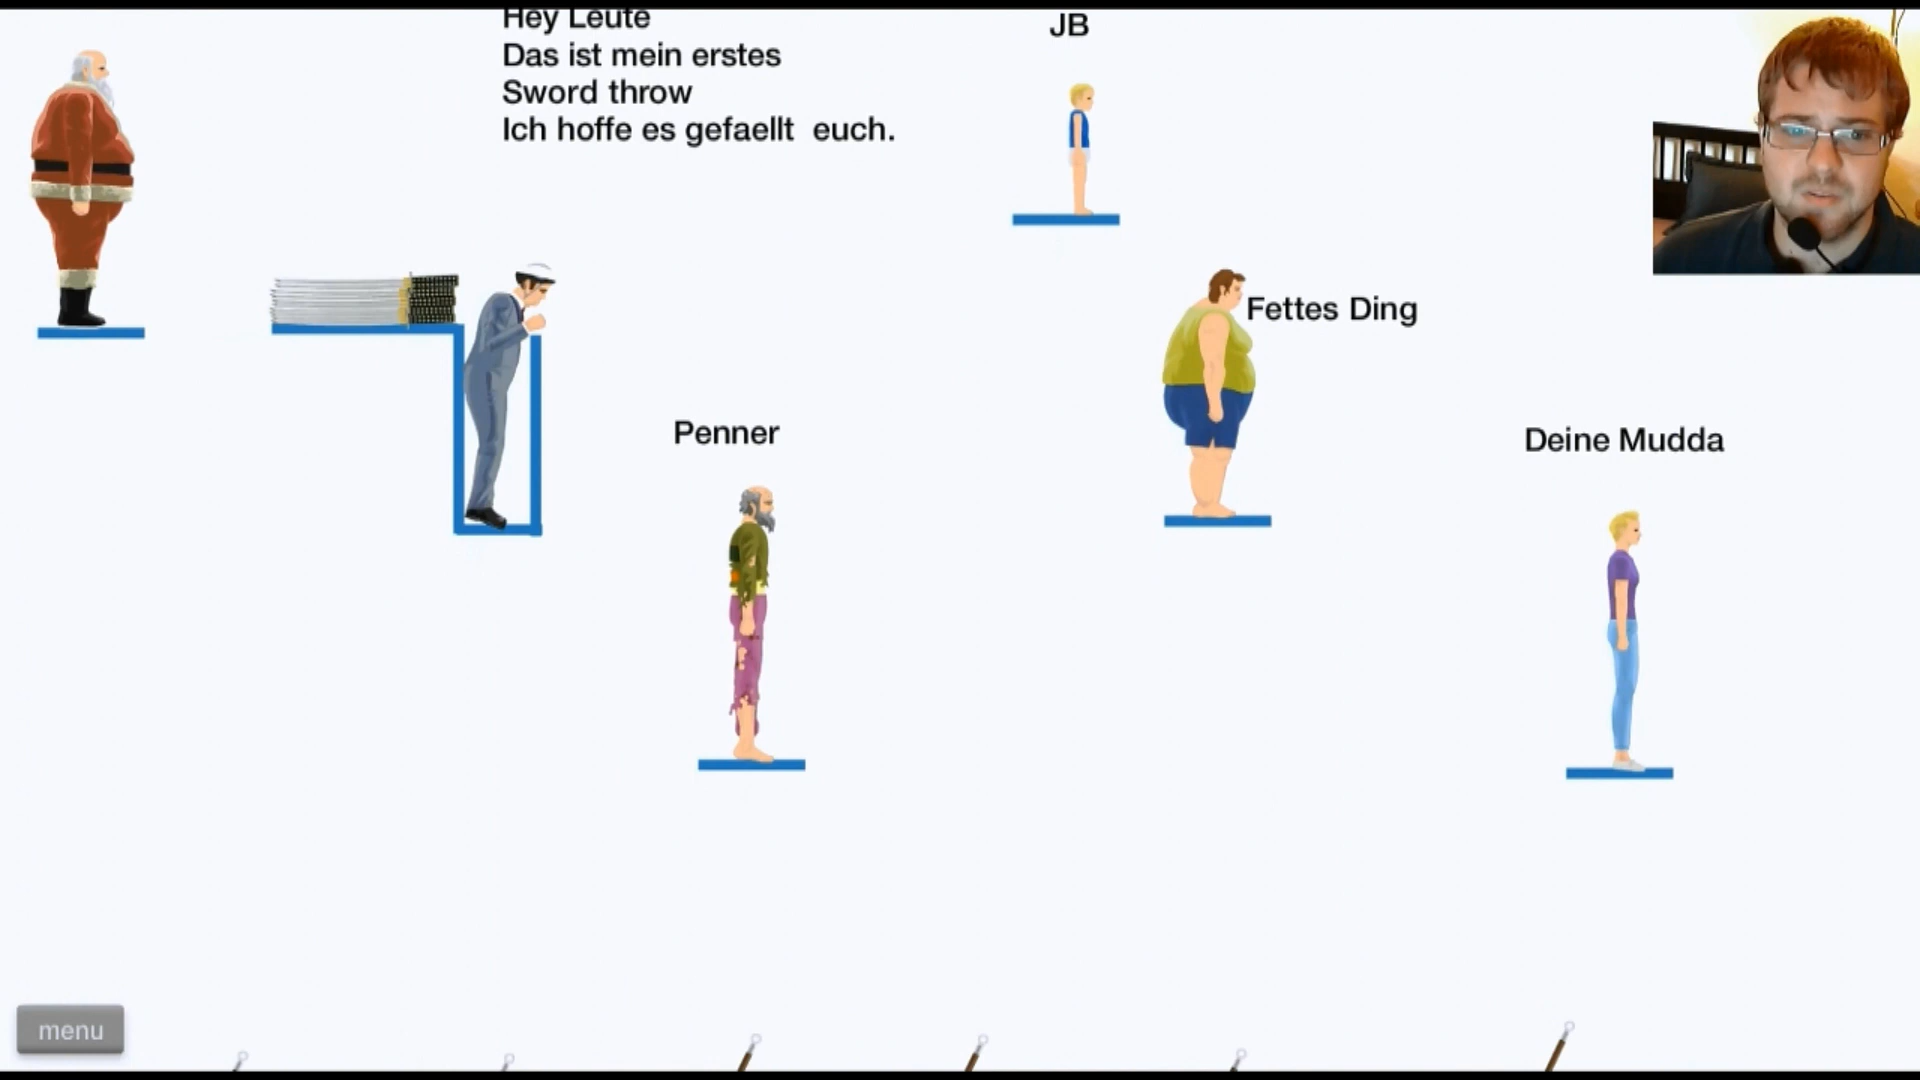 Hey Leute
Das ist mein erstes
Sword throw
Ich hoffe es gefaellt euch.
JB
Fettes Ding
Penner
Deine Mudda
menu